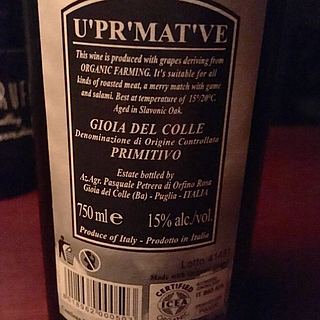 U'PR'MAT'VE
This wine is produced with grapes deriving from
ORGANIC FARMING. It's suitable for all
kinds of roasted meat, a merry match with game
and salami. Best at temperature of 15°/20°C.
Aged in Slavonic Oak.
GIOIA DEL COLLE
Denominazione di Origine Controllata
PRIMITIVO
Estate bottled by
Az.Agr. Pasquale Petrera di Orfino Rosa
Gioia del Colle (Ba) - Puglia - ITALIA
750 ml e 15% alc./vol.
Produce of Italy - Prodotto in Italia
Lotto
Made with
CERTIFIED
ICEA